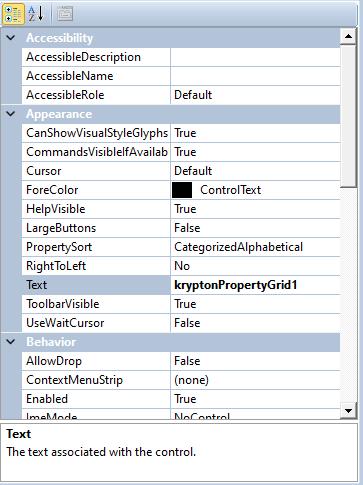 Accessibility
AccessibleDescription
AccessibleName
AccessibleRole Default
Appearance
CanShowVisualStyleGlyphs True
CommandsVisibleIfAvailab True
Cursor Default
ForeColor ControlText
HelpVisible True
LargeButtons False
PropertySort CategorizedAlphabetical
RightToLeft No
Text kryptonPropertyGrid1
ToolbarVisible True
UseWaitCursor False
Behavior
AllowDrop False
ContextMenuStrip (none)
Enabled True
ImeMode NoControl
Text
The text associated with the control.